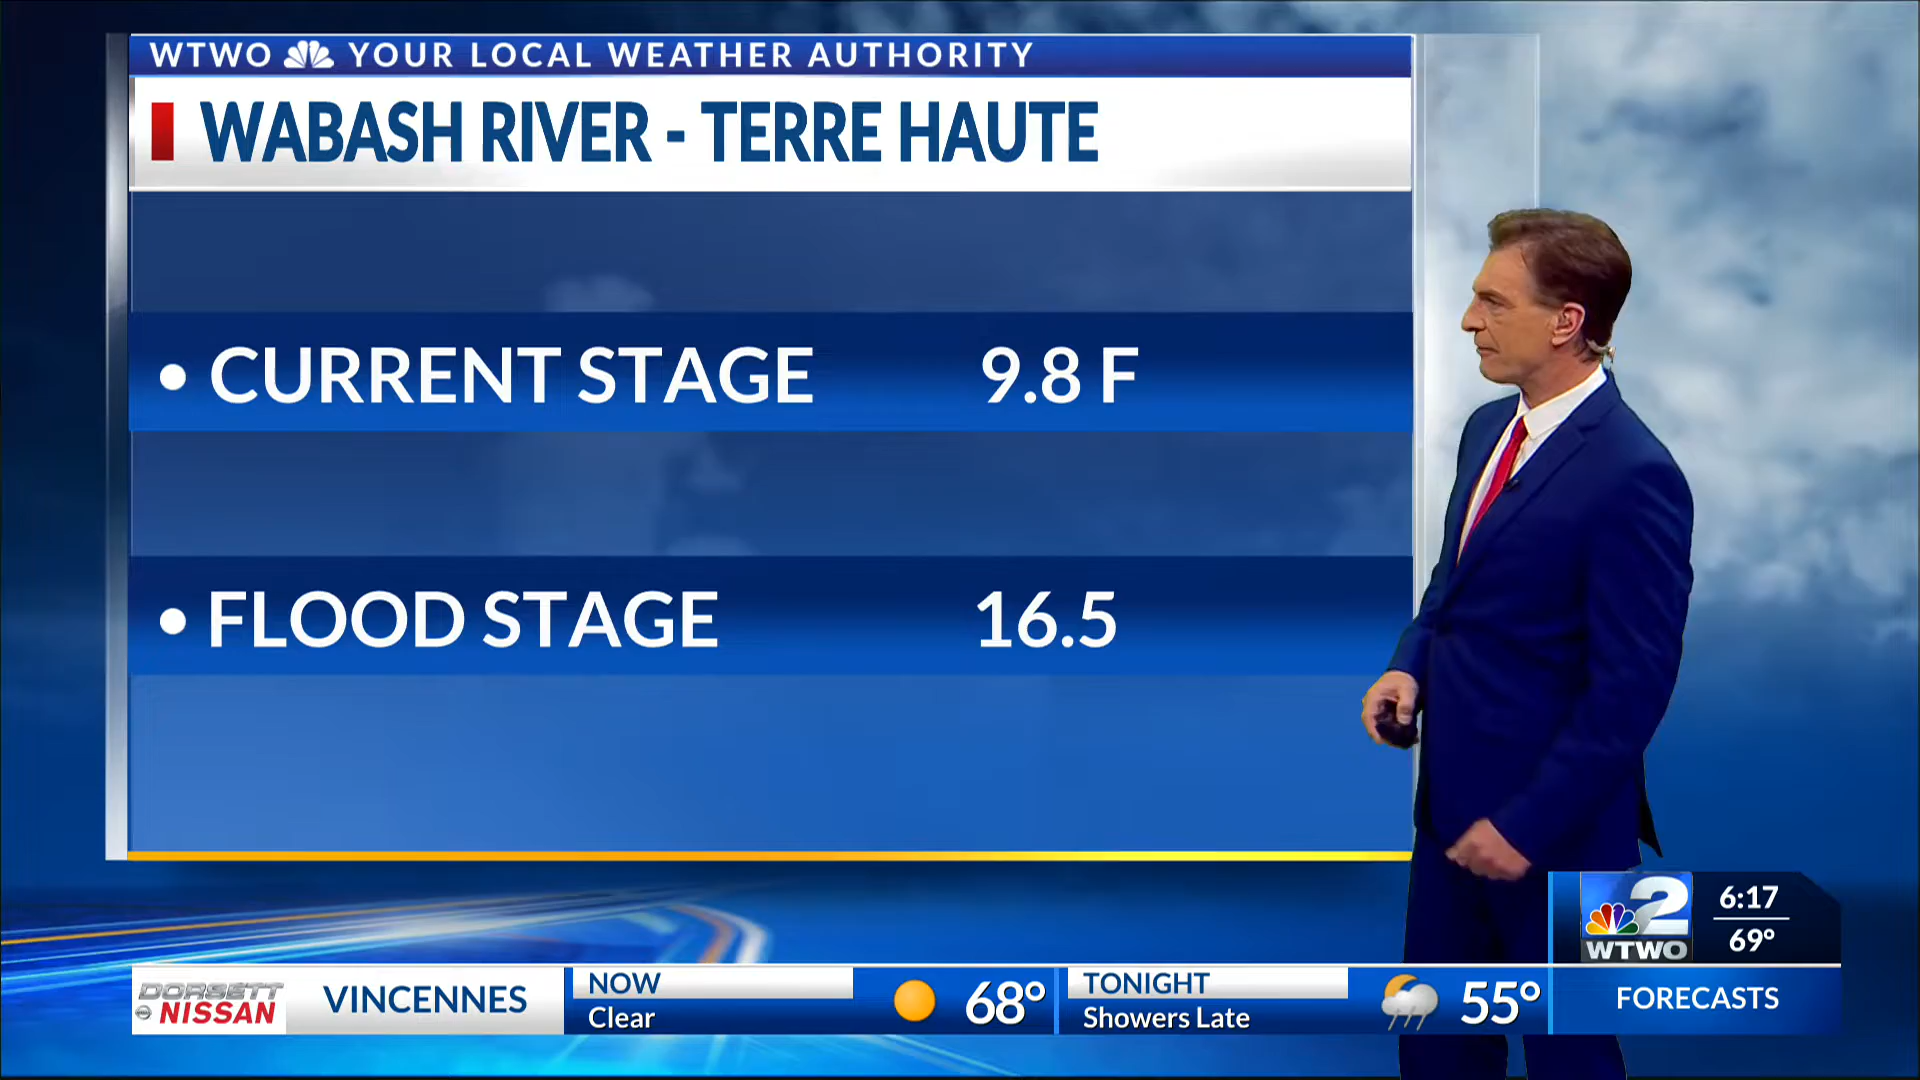 WTWO YOUR LOCAL WEATHER AUTHORITY
WABASH RIVER - TERRE HAUTE
• CURRENT STAGE 9.8 F
• FLOOD STAGE 16.5
2
WTWO
6:17
69°
DORSETT
NISSAN
VINCENNES
NOW
Clear
68°
TONIGHT
Showers Late
55°
FORECASTS